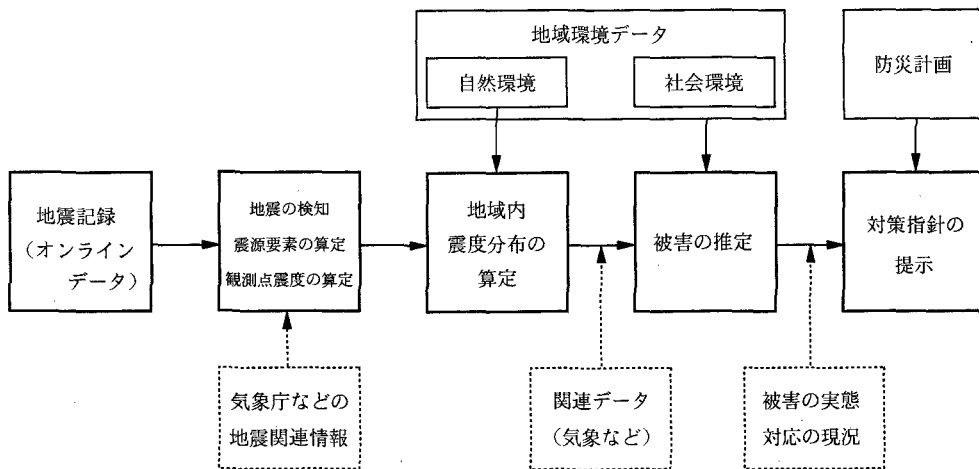 地域環境データ
自然環境
社会環境
防災計画
地震記録
（オンライン
データ）
地震の検知
震源要素の算定
観測点震度の算定
地域内
震度分布の
算定
被害の推定
対策指針の
提示
気象庁などの
地震関連情報
関連データ
（気象など）
被害の実態
対応の現況